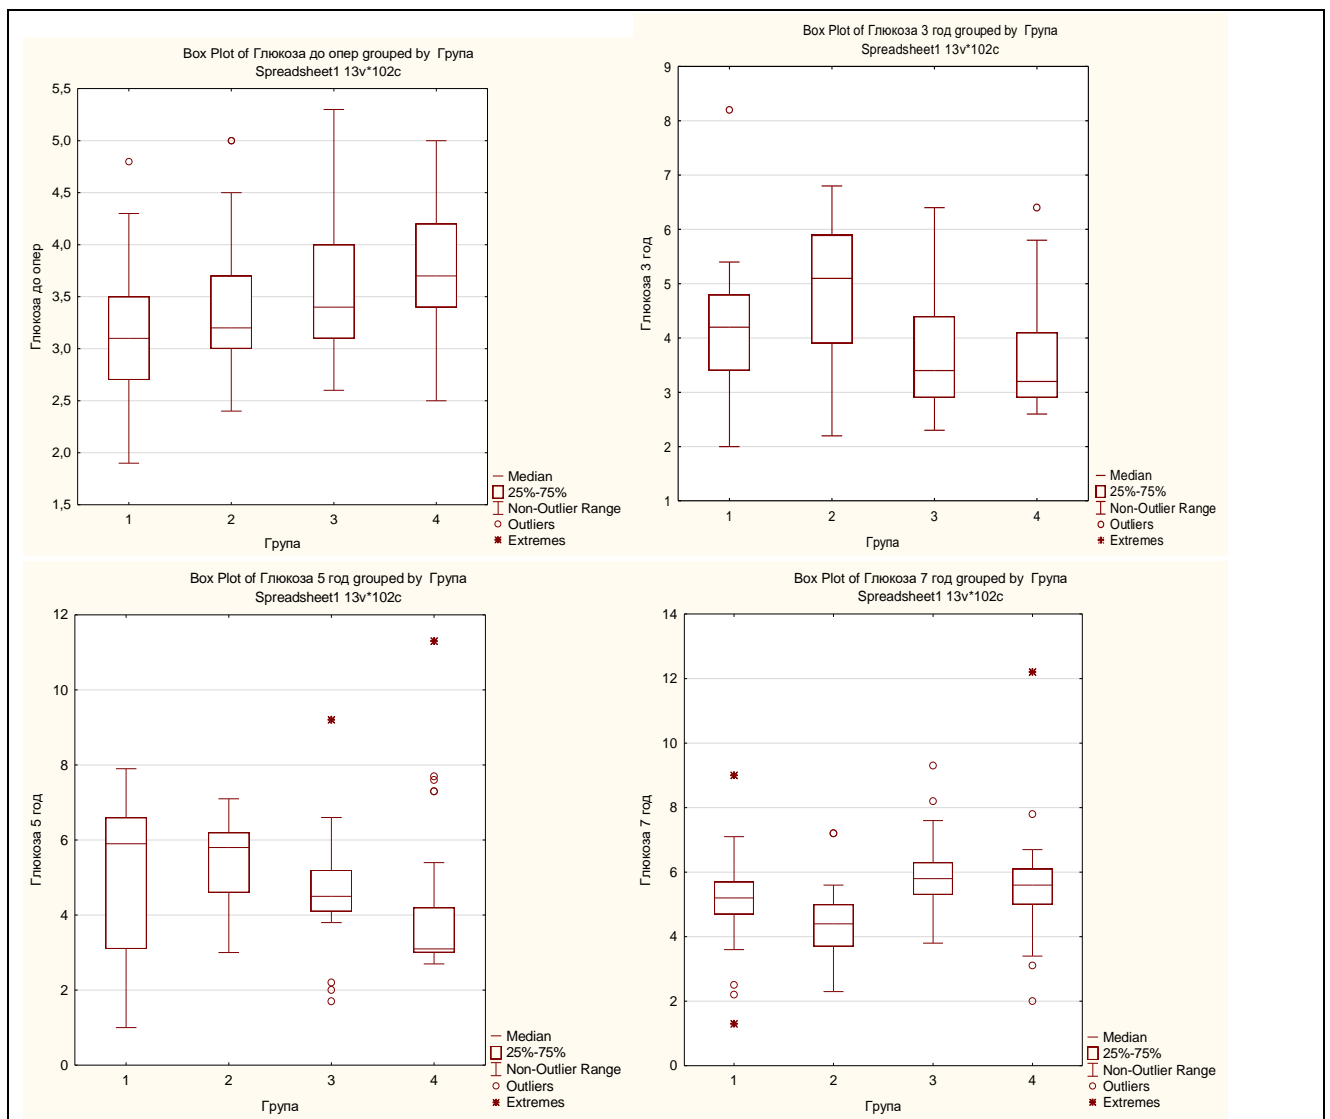 Box Plot of Глюкоза до опер grouped by Група
Spreadsheet1 13v*102c
5,5
5,0
4,5
4,0
3,5
3,0
2,5
2,0
1,5
Глюкоза до опер
1 2 3 4
Група
Median
25%-75%
Non-Outlier Range
Outliers
Extremes
Box Plot of Глюкоза 3 год grouped by Група
Spreadsheet1 13v*102c
9
8
7
6
5
4
3
2
1
Глюкоза 3 год
1 2 3 4
Група
Median
25%-75%
Non-Outlier Range
Outliers
Extremes
Box Plot of Глюкоза 5 год grouped by Група
Spreadsheet1 13v*102c
12
10
8
6
4
2
0
Глюкоза 5 год
1 2 3 4
Група
Median
25%-75%
Non-Outlier Range
Outliers
Extremes
Box Plot of Глюкоза 7 год grouped by Група
Spreadsheet1 13v*102c
14
12
10
8
6
4
2
0
Глюкоза 7 год
1 2 3 4
Група
Median
25%-75%
Non-Outlier Range
Outliers
Extremes